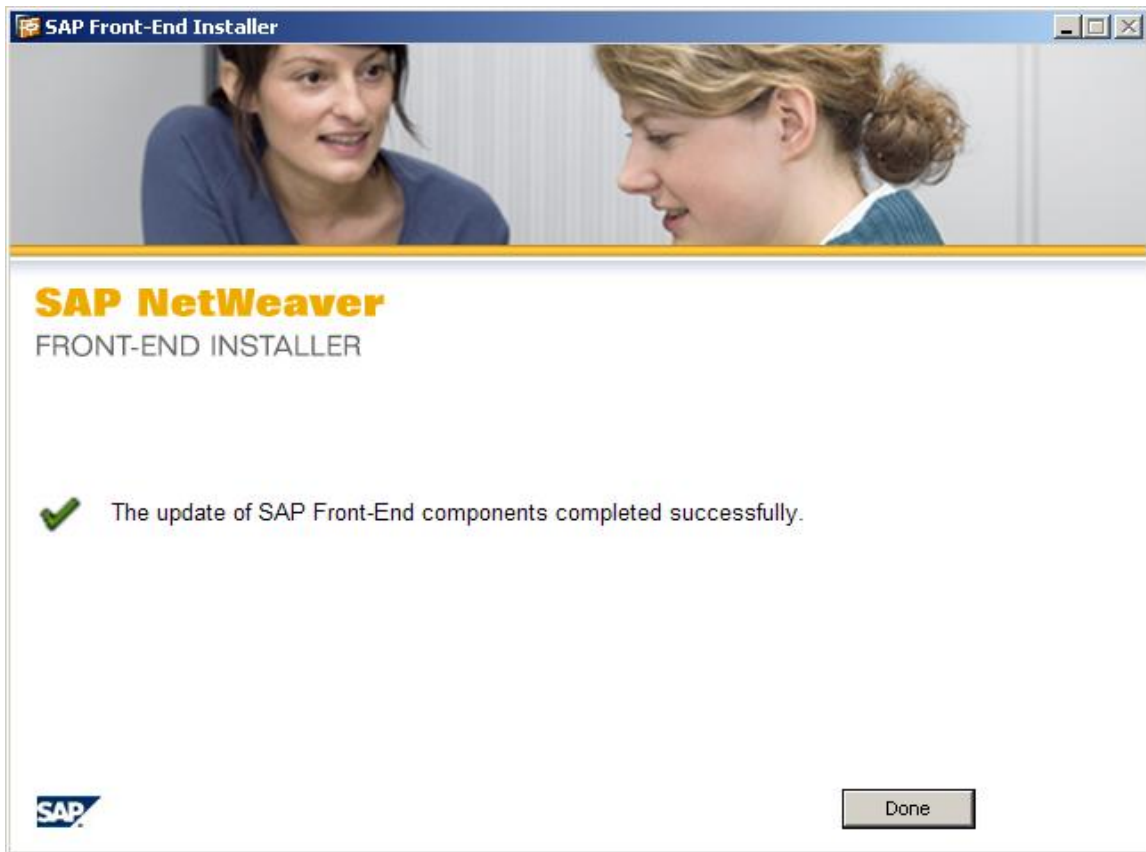 SAP Front-End Installer
SAP NetWeaver
FRONT-END INSTALLER
The update of SAP Front-End components completed successfully.
SAP
Done